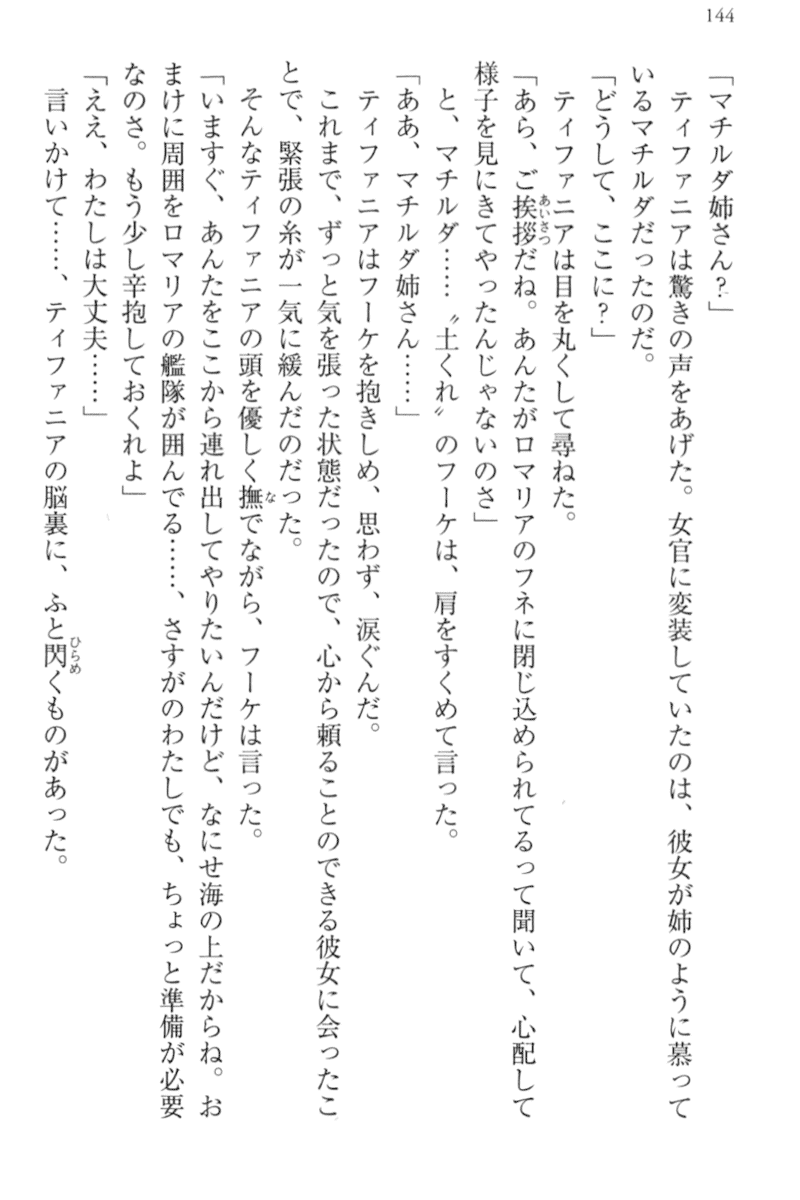 144
「マチルダ姉さん？」
ティファニアは驚きの声をあげた。女官に変装していたのは、彼女が姉のように慕って
いるマチルダだったのだ。
「どうして、ここに？」
ティファニアは目を丸くして尋ねた。
「あら、ご挨拶だね。あんたがロマリアのフネに閉じ込められてるって聞いて、心配して
様子を見にきてやったんじゃないのさ」
と、マチルダ……〝土くれ〟のフーケは、肩をすくめて言った。
「ああ、マチルダ姉さん……」
ティファニアはフーケを抱きしめ、思わず、涙ぐんだ。
これまで、ずっと気を張った状態だったので、心から頼ることのできる彼女に会ったこ
とで、緊張の糸が一気に緩んだのだった。
そんなティファニアの頭を優しく撫でながら、フーケは言った。
「いますぐ、あんたをここから連れ出してやりたいんだけど、なにせ海の上だからね。お
まけに周囲をロマリアの艦隊が囲んでる……、さすがのわたしでも、ちょっと準備が必要
なのさ。もう少し辛抱しておくれよ」
「ええ、わたしは大丈夫……」
言いかけて……、ティファニアの脳裏に、ふと閃くものがあった。